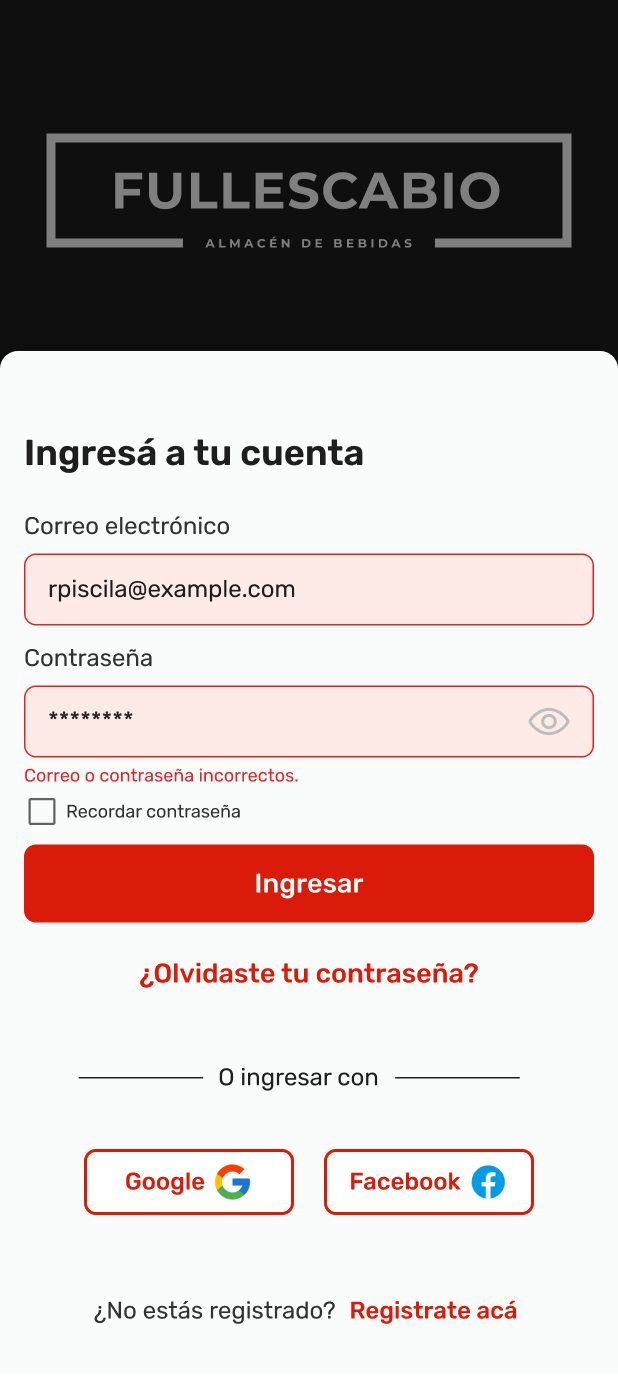 FULLESCABIO
ALMACÉN DE BEBIDAS
Ingresá a tu cuenta
Correo electrónico
rpiscila@example.com
Contraseña
********
Correo o contraseña incorrectos.
Recordar contraseña
Ingresar
¿Olvidaste tu contraseña?
O ingresar con
Google
Facebook
¿No estás registrado? Registrate acá